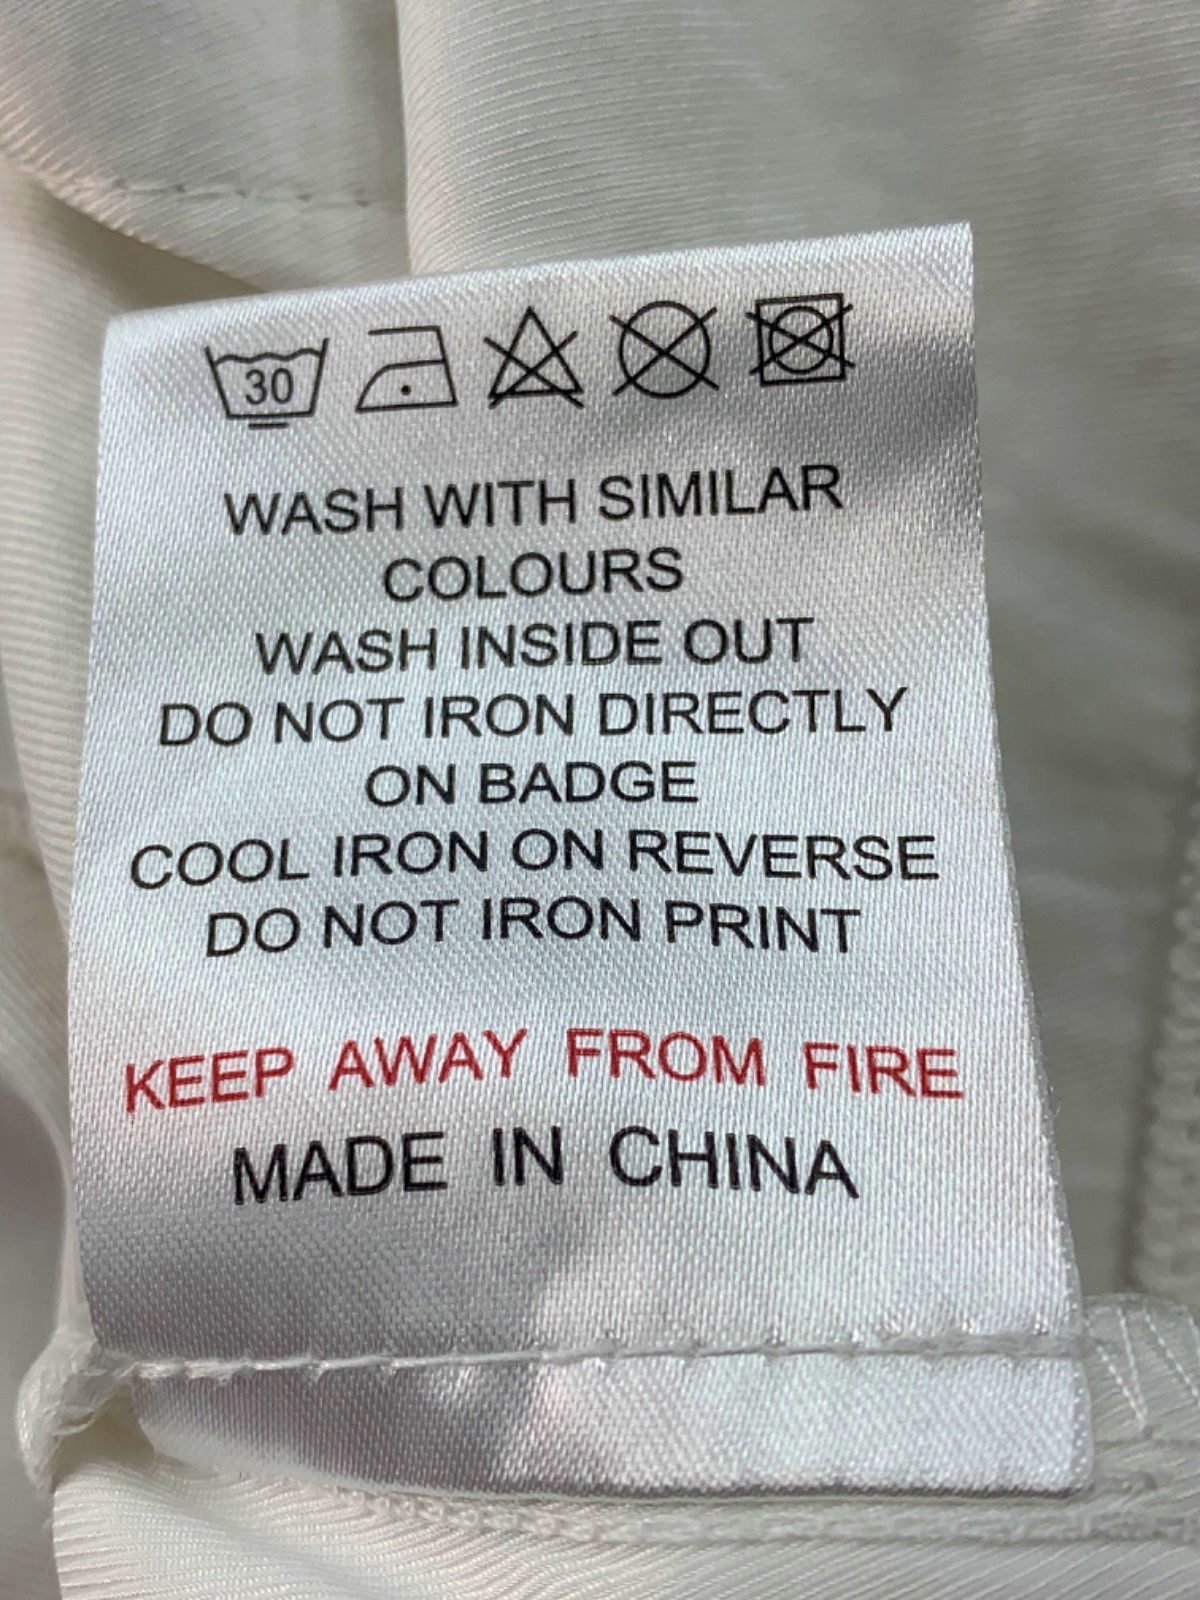 30
WASH WITH SIMILAR
COLOURS
WASH INSIDE OUT
DO NOT IRON DIRECTLY
ON BADGE
COOL IRON ON REVERSE
DO NOT IRON PRINT
KEEP AWAY FROM FIRE
MADE IN CHINA